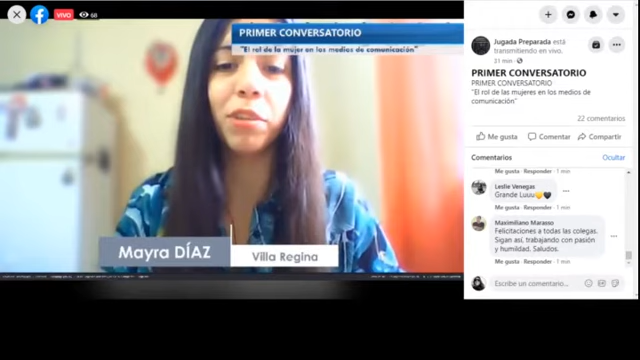 VIVO
68
PRIMER CONVERSATORIO
"El rol de la mujer en los medios de comunicación"
Mayra DÍAZ
Villa Regina
Jugada Preparada está
transmitiendo en vivo.
21 min ·
PRIMER CONVERSATORIO
PRIMER CONVERSATORIO
"El rol de las mujeres en los medios de
comunicación"
22 comentarios
Me gusta
Comentar
Compartir
Comentarios
Ocultar
Me gusta · Responder · 1 min
Leslie Venegas
Grande Luuu
Me gusta · Responder · 1 min
Maximiliano Marasso
Felicitaciones a todas las colegas.
Sigan así, trabajando con pasión
y humildad. Saludos.
Me gusta · Responder · 1 min
Escribe un comentario...